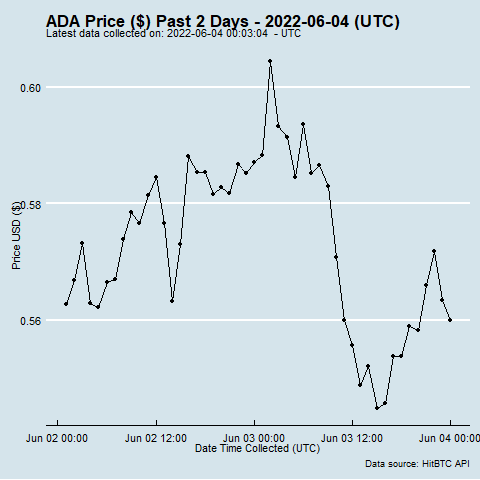 ADA Price ($) Past 2 Days - 2022-06-04 (UTC)
Latest data collected on: 2022-06-04 00:03:04 - UTC
0.60
0.58
0.56
Price USD ($)
Jun 02 00:00 Jun 02 12:00 Jun 03 00:00 Jun 03 12:00 Jun 04 00:00
Date Time Collected (UTC)
Data source: HitBTC API